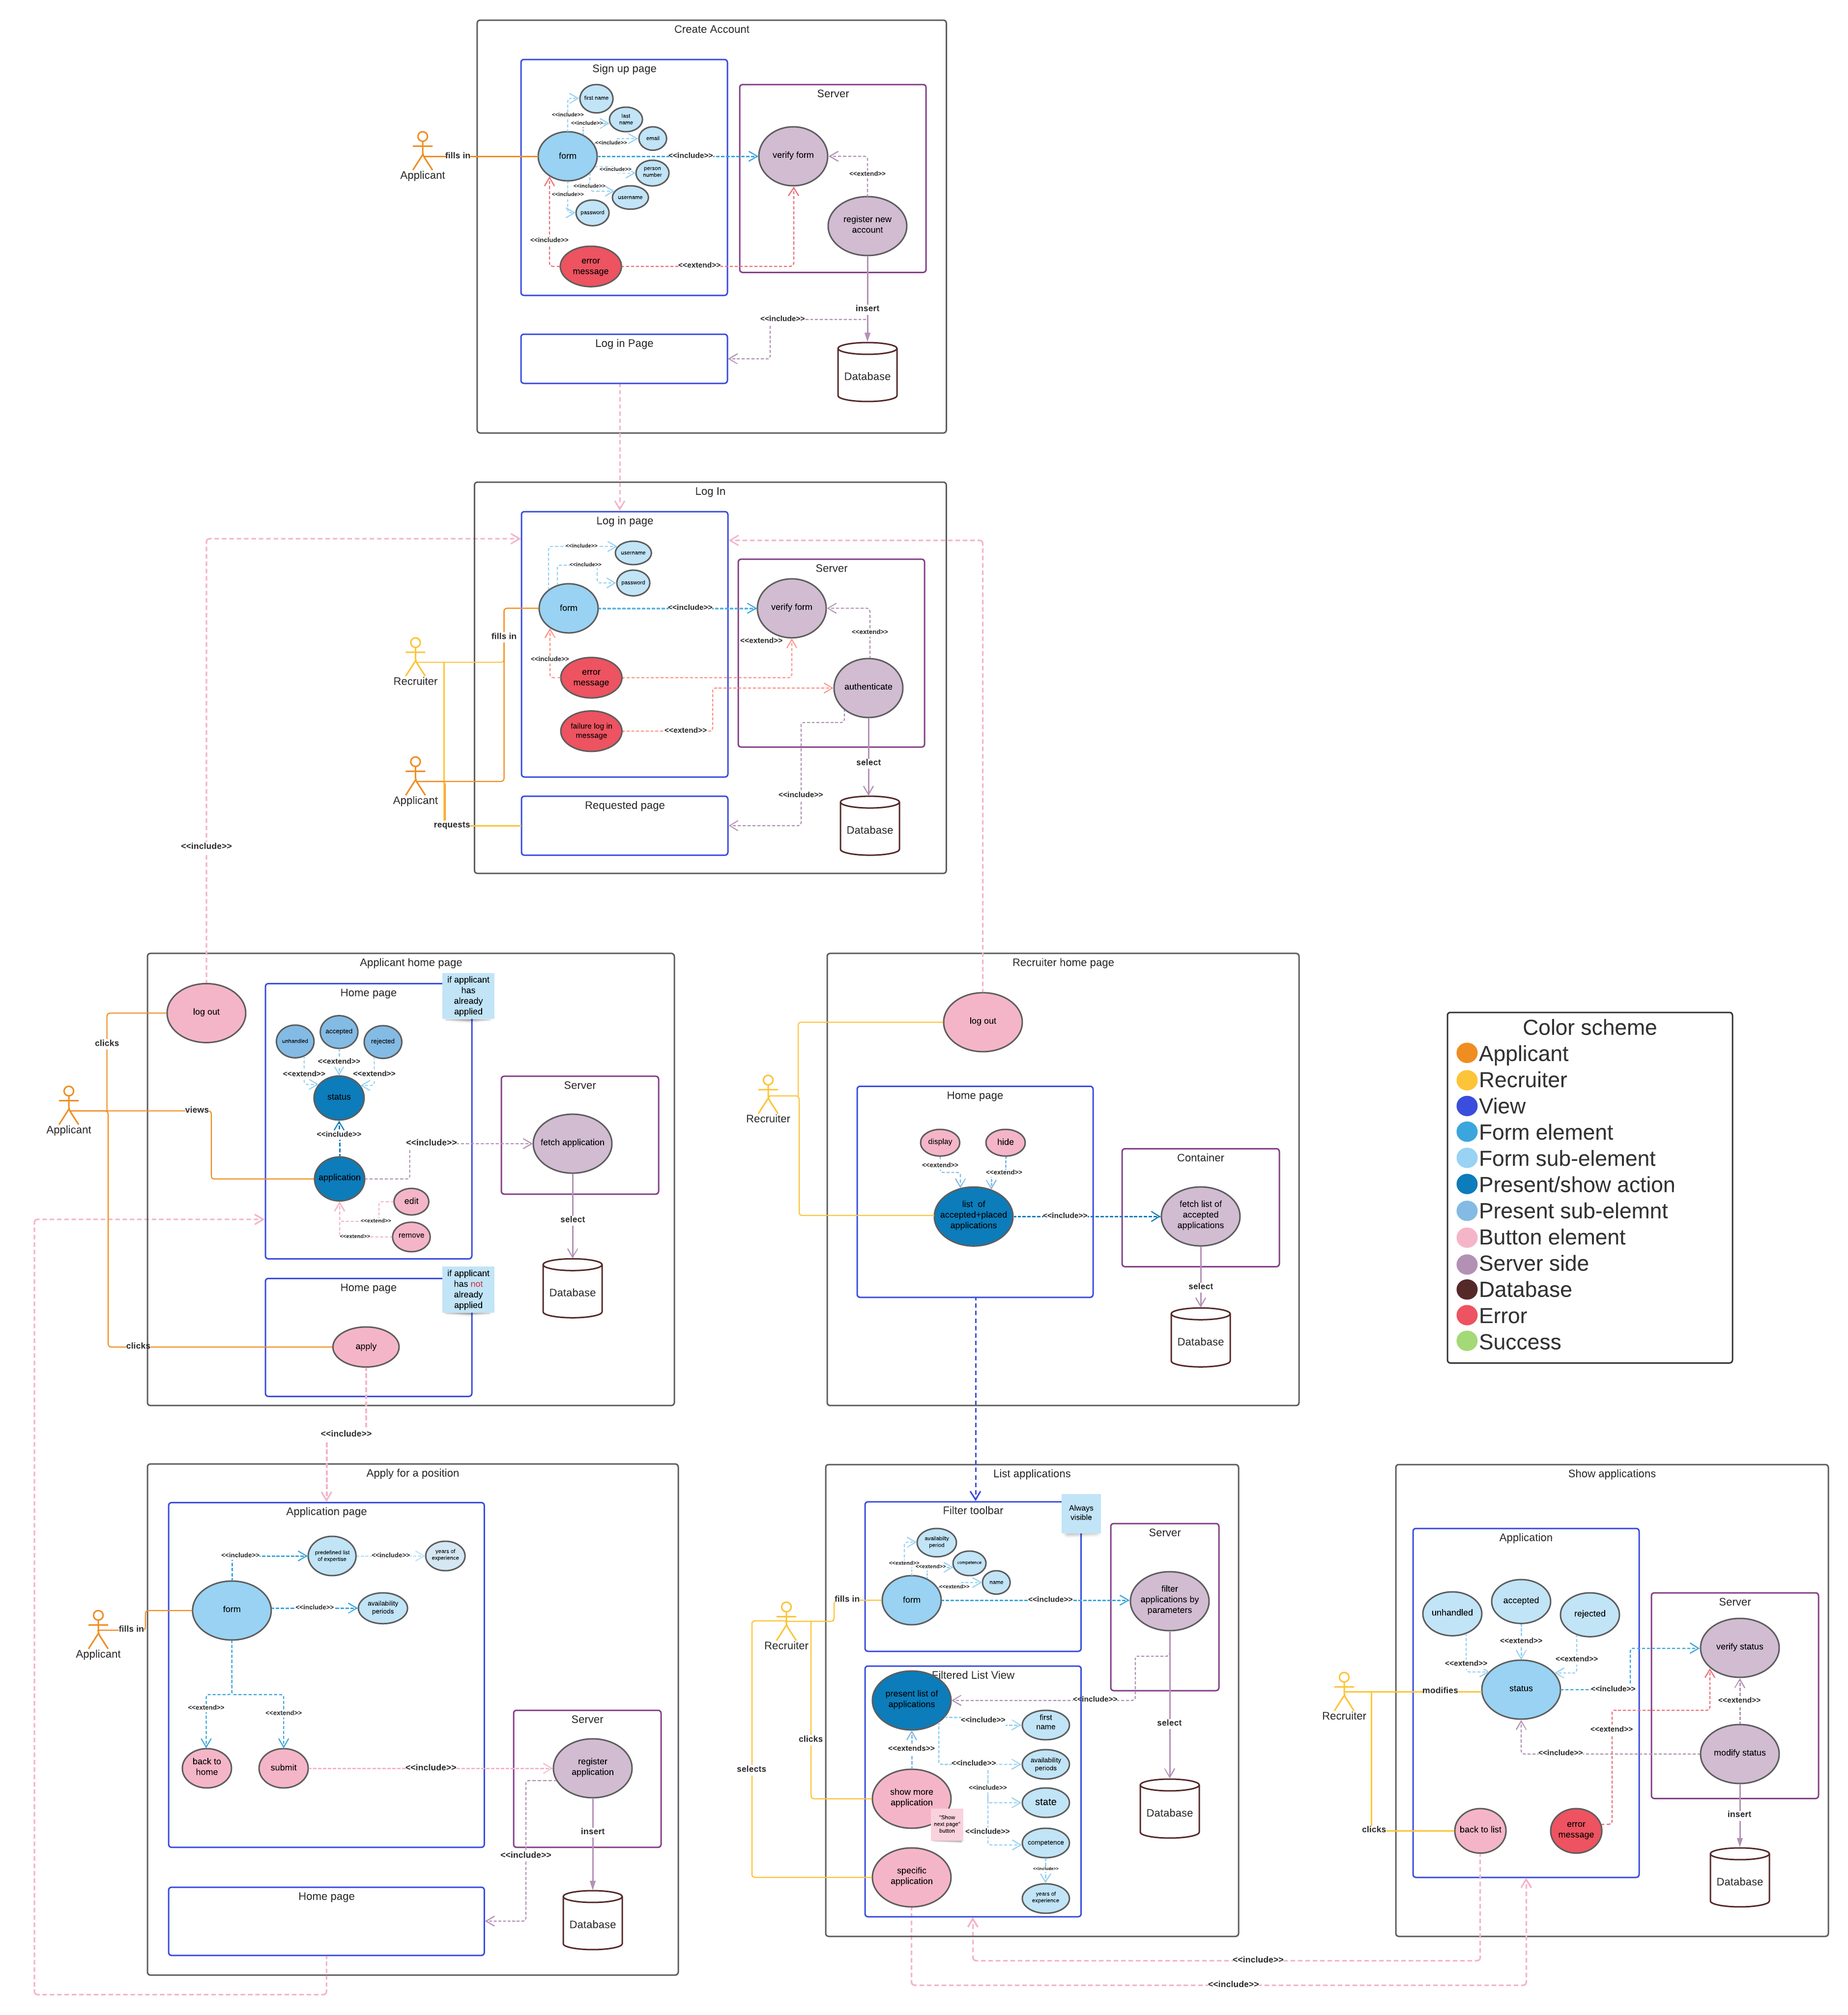 Create Account
Sign up page
first name
<<include>>
last
name
<<include>>
email
<<include>>
form
fills in
Applicant
<<include>>
person
number
<<include>>
<<include>>
username
<<include>>
password
<<include>>
error
message
<<extend>>
Server
verify form
<<extend>>
register new
account
insert
<<include>>
Log in Page
Database
Log In
Log in page
<<include>>
username
<<include>>
password
form
<<include>>
fills in
Recruiter
Applicant
requests
<<include>>
error
message
failure log in
message
<<extend>>
Server
verify form
<<extend>>
<<extend>>
authenticate
select
<<include>>
Requested page
Database
<<include>>
Applicant home page
log out
clicks
Applicant
views
clicks
Home page
if applicant
has
already
applied
unhandled
accepted
rejected
<<extend>>
<<extend>>
<<extend>>
status
<<include>>
application
<<include>>
edit
<<extend>>
remove
<<extend>>
Server
fetch application
select
Database
Home page
if applicant
has not
already
applied
apply
<<include>>
Recruiter home page
log out
Recruiter
Home page
display
hide
<<extend>>
<<extend>>
list of
accepted+placed
applications
<<include>>
Container
fetch list of
accepted
applications
select
Database
Color scheme
Applicant
Recruiter
View
Form element
Form sub-element
Present/show action
Present sub-elemnt
Button element
Server side
Database
Error
Success
Apply for a position
Application page
<<include>>
predefined list
of expertise
<<include>>
years of
experience
form
<<include>>
availability
periods
fills in
Applicant
<<extend>>
<<extend>>
back to
home
submit
<<include>>
Server
register
application
insert
<<include>>
Home page
Database
List applications
Filter toolbar
Always
visible
availabilty
period
<<extend>>
competence
<<extend>>
name
<<extend>>
form
<<include>>
fills in
Recruiter
Server
filter
applications by
parameters
<<include>>
select
Database
Filtered List View
present list of
applications
<<include>>
first
name
<<extends>>
<<include>>
availability
periods
clicks
selects
show more
application
"Show
next page"
button
<<include>>
state
<<include>>
competence
<<include>>
years of
experience
specific
application
<<include>>
<<include>>
Show applications
Application
unhandled
accepted
rejected
<<extend>>
<<extend>>
<<extend>>
status
<<include>>
modifies
Recruiter
clicks
<<extend>>
<<include>>
back to list
error
message
Server
verify status
<<extend>>
modify status
insert
Database